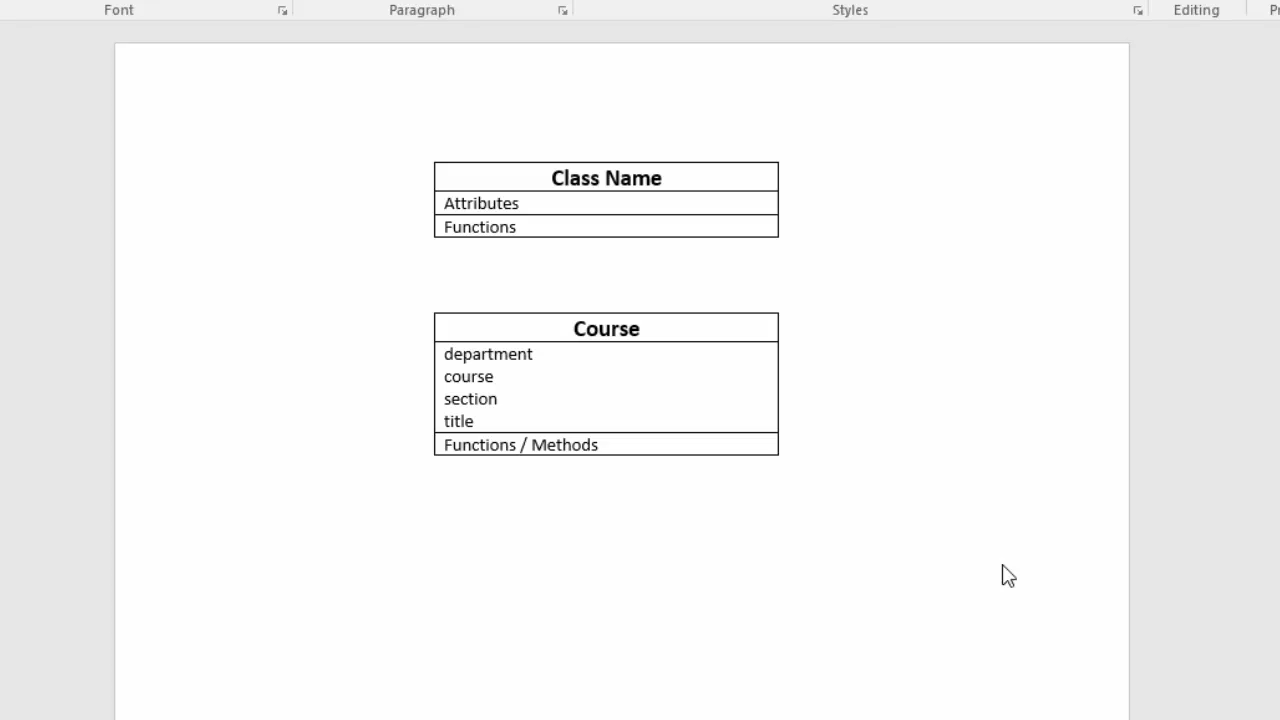 Font Paragraph Styles Editing
Class Name
Attributes
Functions
Course
department
course
section
title
Functions / Methods